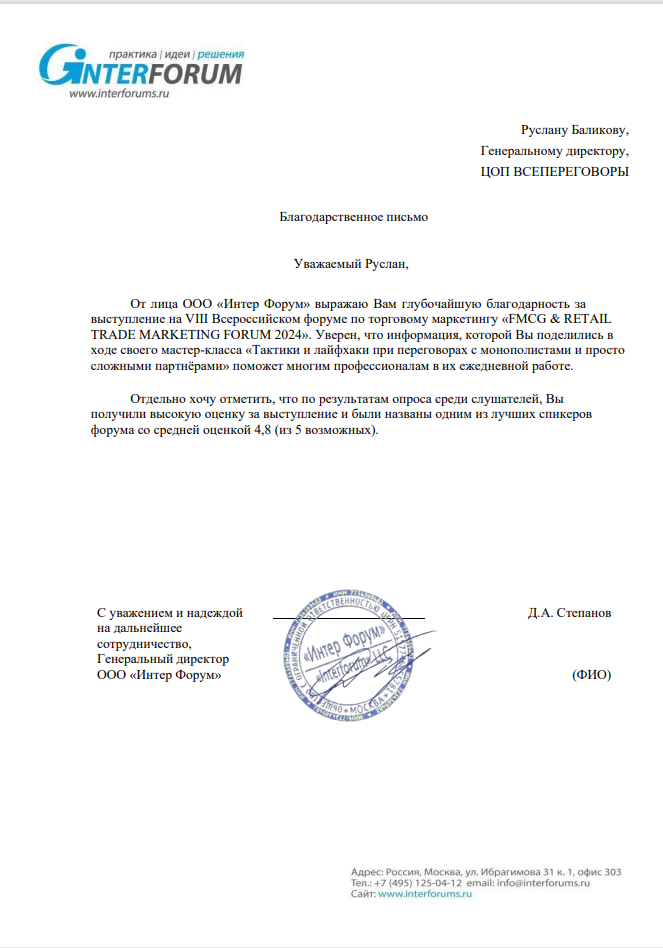 практика | идеи | решения
INTERFORUM
www.interforums.ru
Руслану Баликову,
Генеральному директору,
ЦОП ВСЕПЕРЕГОВОРЫ
Благодарственное письмо
Уважаемый Руслан,
От лица ООО «Интер Форум» выражаю Вам глубочайшую благодарность за
выступление на VIII Всероссийском форуме по торговому маркетингу «FMCG & RETAIL
TRADE MARKETING FORUM 2024». Уверен, что информация, которой Вы поделились в
ходе своего мастер-класса «Тактики и лайфхаки при переговорах с монополистами и просто
сложными партнёрами» поможет многим профессионалам в их ежедневной работе.
Отдельно хочу отметить, что по результатам опроса среди слушателей, Вы
получили высокую оценку за выступление и были названы одним из лучших спикеров
форума со средней оценкой 4,8 (из 5 возможных).
С уважением и надеждой
на дальнейшее
сотрудничество,
Генеральный директор
ООО «Интер Форум»
«Интер Форум»
«Interforum» LLC
МОСКВА
Д.А. Степанов
(ФИО)
Адрес: Россия, Москва, ул. Ибрагимова 31 к. 1, офис 303
Тел.: +7 (495) 125-04-12 email: info@interforums.ru
Сайт: www.interforums.ru